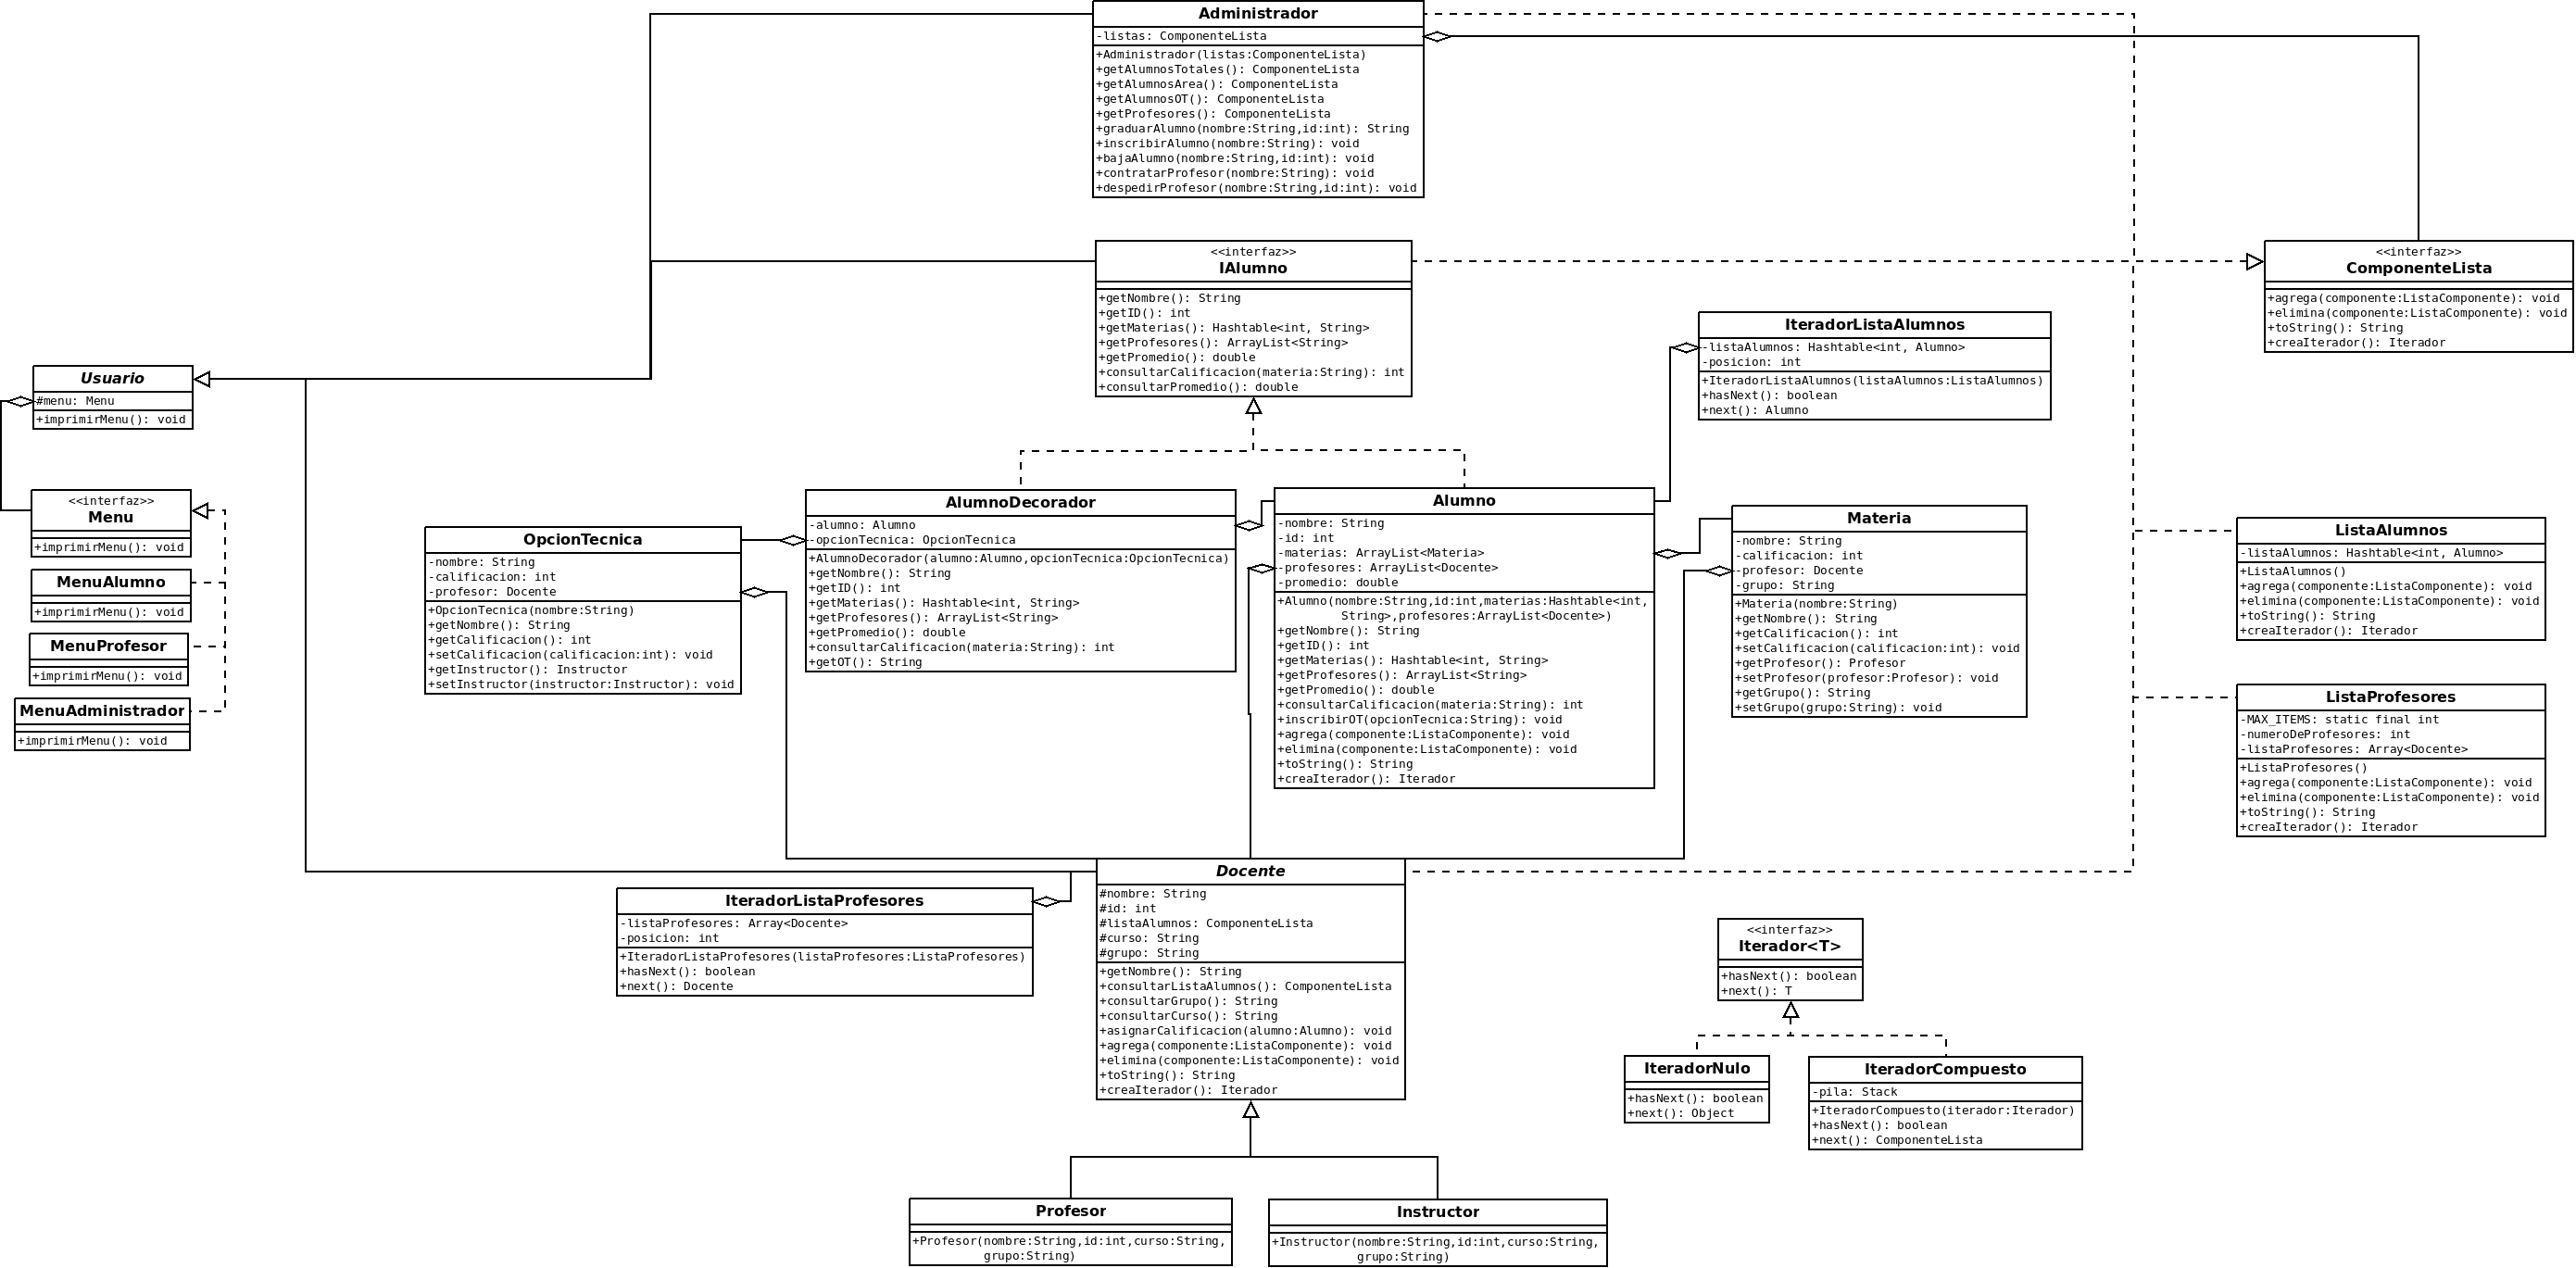 Administrador
-listas: ComponenteLista
+Administrador(listas:ComponenteLista)
+getAlumnosTotales(): ComponenteLista
+getAlumnosArea(): ComponenteLista
+getAlumnosOT(): ComponenteLista
+getProfesores(): ComponenteLista
+graduarAlumno(nombre:String,id:int): String
+inscribirAlumno(nombre:String): void
+bajaAlumno(nombre:String,id:int): void
+contratarProfesor(nombre:String): void
+despedirProfesor(nombre:String,id:int): void
<<interfaz>>
IAlumno
+getNombre(): String
+getID(): int
+getMaterias(): Hashtable<int, String>
+getProfesores(): ArrayList<String>
+getPromedio(): double
+consultarCalificacion(materia:String): int
+consultarPromedio(): double
<<interfaz>>
ComponenteLista
+agrega(componente:ListaComponente): void
+elimina(componente:ListaComponente): void
+toString(): String
+creaIterador(): Iterador
IteradorListaAlumnos
-listaAlumnos: Hashtable<int, Alumno>
-posicion: int
+IteradorListaAlumnos(listaAlumnos:ListaAlumnos)
+hasNext(): boolean
+next(): Alumno
Usuario
#menu: Menu
+imprimirMenu(): void
<<interfaz>>
Menu
+imprimirMenu(): void
MenuAlumno
+imprimirMenu(): void
MenuProfesor
+imprimirMenu(): void
MenuAdministrador
+imprimirMenu(): void
OpcionTecnica
-nombre: String
-calificacion: int
-profesor: Docente
+OpcionTecnica(nombre:String)
+getNombre(): String
+getCalificacion(): int
+setCalificacion(calificacion:int): void
+getInstructor(): Instructor
+setInstructor(instructor:Instructor): void
AlumnoDecorador
-alumno: Alumno
-opcionTecnica: OpcionTecnica
+AlumnoDecorador(alumno:Alumno,opcionTecnica:OpcionTecnica)
+getNombre(): String
+getID(): int
+getMaterias(): Hashtable<int, String>
+getProfesores(): ArrayList<String>
+getPromedio(): double
+consultarCalificacion(materia:String): int
+getOT(): String
Alumno
-nombre: String
-id: int
-materias: ArrayList<Materia>
-profesores: ArrayList<Docente>
-promedio: double
+Alumno(nombre:String,id:int,materias:Hashtable<int,
String>,profesores:ArrayList<Docente>)
+getNombre(): String
+getID(): int
+getMaterias(): Hashtable<int, String>
+getProfesores(): ArrayList<String>
+getPromedio(): double
+consultarCalificacion(materia:String): int
+inscribirOT(opcionTecnica:String): void
+agrega(componente:ListaComponente): void
+elimina(componente:ListaComponente): void
+toString(): String
+creaIterador(): Iterador
Materia
-nombre: String
-calificacion: int
-profesor: Docente
-grupo: String
+Materia(nombre:String)
+getNombre(): String
+getCalificacion(): int
+setCalificacion(calificacion:int): void
+getProfesor(): Profesor
+setProfesor(profesor:Profesor): void
+getGrupo(): String
+setGrupo(grupo:String): void
ListaAlumnos
-listaAlumnos: Hashtable<int, Alumno>
+ListaAlumnos()
+agrega(componente:ListaComponente): void
+elimina(componente:ListaComponente): void
+toString(): String
+creaIterador(): Iterador
ListaProfesores
-MAX_ITEMS: static final int
-numeroDeProfesores: int
-listaProfesores: Array<Docente>
+ListaProfesores()
+agrega(componente:ListaComponente): void
+elimina(componente:ListaComponente): void
+toString(): String
+creaIterador(): Iterador
IteradorListaProfesores
-listaProfesores: Array<Docente>
-posicion: int
+IteradorListaProfesores(listaProfesores:ListaProfesores)
+hasNext(): boolean
+next(): Docente
Docente
#nombre: String
#id: int
#listaAlumnos: ComponenteLista
#curso: String
#grupo: String
+getNombre(): String
+consultarListaAlumnos(): ComponenteLista
+consultarGrupo(): String
+consultarCurso(): String
+asignarCalificacion(alumno:Alumno): void
+agrega(componente:ListaComponente): void
+elimina(componente:ListaComponente): void
+toString(): String
+creaIterador(): Iterador
<<interfaz>>
Iterador<T>
+hasNext(): boolean
+next(): T
IteradorNulo
+hasNext(): boolean
+next(): Object
IteradorCompuesto
-pila: Stack
+IteradorCompuesto(iterador:Iterador)
+hasNext(): boolean
+next(): ComponenteLista
Profesor
+Profesor(nombre:String,id:int,curso:String,
grupo:String)
Instructor
+Instructor(nombre:String,id:int,curso:String,
grupo:String)